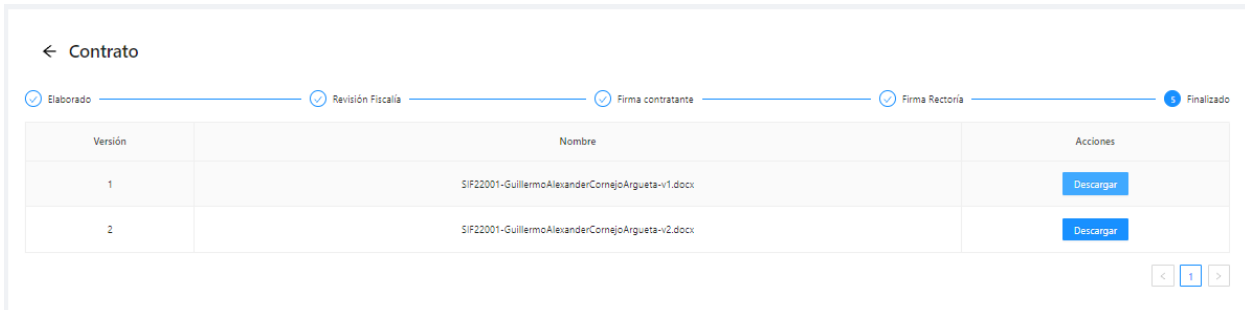 Contrato
Elaborado Revisión Fiscalía Firma contratante Firma Rectoría 5 Finalizado
Versión Nombre Acciones
1 SIF22001-GuillermoAlexanderCornejoArgueta-v1.docx Descargar
2 SIF22001-GuillermoAlexanderCornejoArgueta-v2.docx Descargar
< 1 >